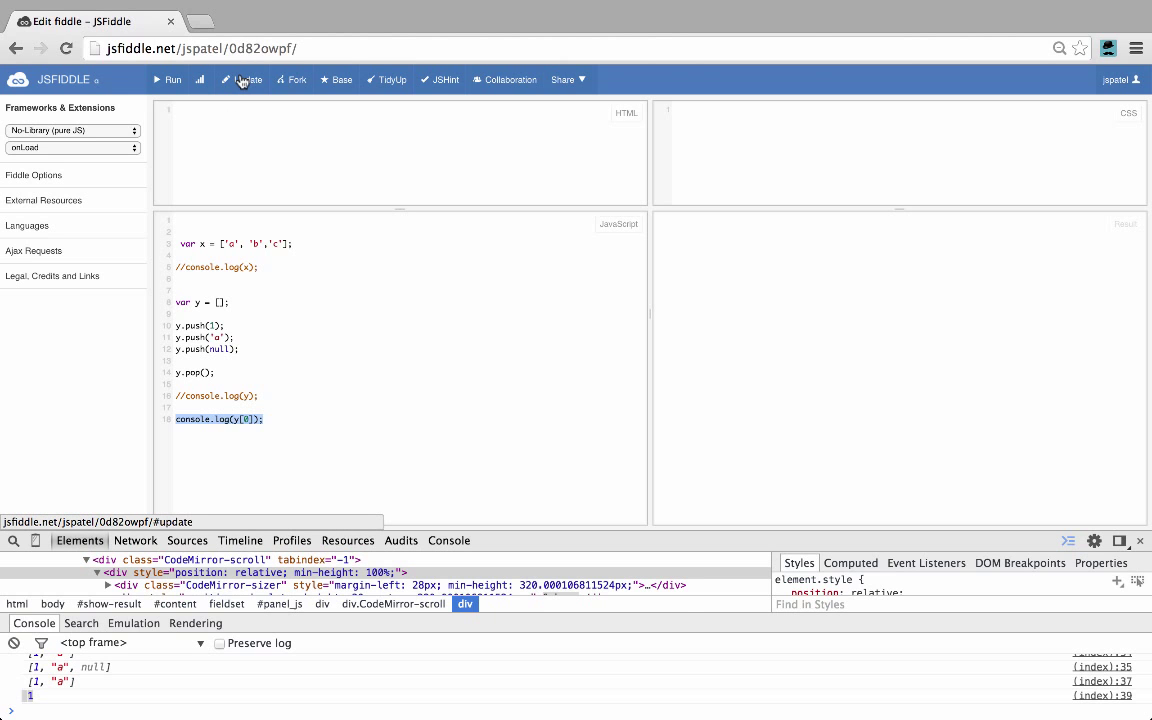 Edit fiddle - JSFiddle
jsfiddle.net/jspatel/0d82owpf/
JSFIDDLE α Run Update Fork Base TidyUp JSHint Collaboration Share jspatel
Frameworks & Extensions
No-Library (pure JS)
onLoad
Fiddle Options
External Resources
Languages
Ajax Requests
Legal, Credits and Links
1
HTML
1
CSS
JavaScript
Result
1
2
3 var x = ['a', 'b','c'];
4
5 //console.log(x);
6
7
8 var y = [];
9
10 y.push(1);
11 y.push('a');
12 y.push(null);
13
14 y.pop();
15
16 //console.log(y);
17
18 console.log(y[0]);
jsfiddle.net/jspatel/0d82owpf/#update
Elements Network Sources Timeline Profiles Resources Audits Console
<div class="CodeMirror-scroll" tabindex="-1">
<div style="position: relative; min-height: 100%;">
<div class="CodeMirror-sizer" style="margin-left: 28px; min-height: 320.000106811524px;">…</div>
html body #show-result #content fieldset #panel_js div div.CodeMirror-scroll div
Styles Computed Event Listeners DOM Breakpoints Properties
element.style {
position: relative;
Find in Styles
Console Search Emulation Rendering
<top frame> Preserve log
[1, "a", null] (index):35
[1, "a"] (index):37
1 (index):39
>